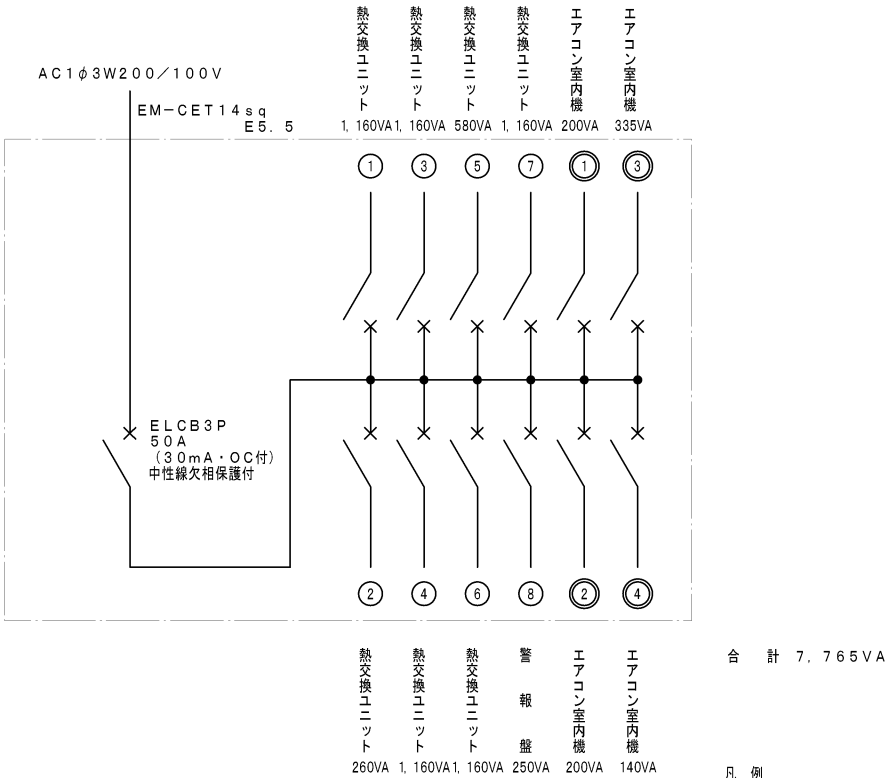 熱交換ユニット
熱交換ユニット
熱交換ユニット
熱交換ユニット
エアコン室内機
エアコン室内機
AC1φ3W200/100V
EM-CET14sq
E5.5
1,160VA 1,160VA 580VA 1,160VA 200VA 335VA
① ③ ⑤ ⑦ ① ③
ELCB3P
50A
(30mA・OC付)
中性線欠相保護付
② ④ ⑥ ⑧ ② ④
熱交換ユニット
熱交換ユニット
熱交換ユニット
警報盤
エアコン室内機
エアコン室内機
合 計 7,765VA
260VA 1,160VA 1,160VA 250VA 200VA 140VA
凡 例